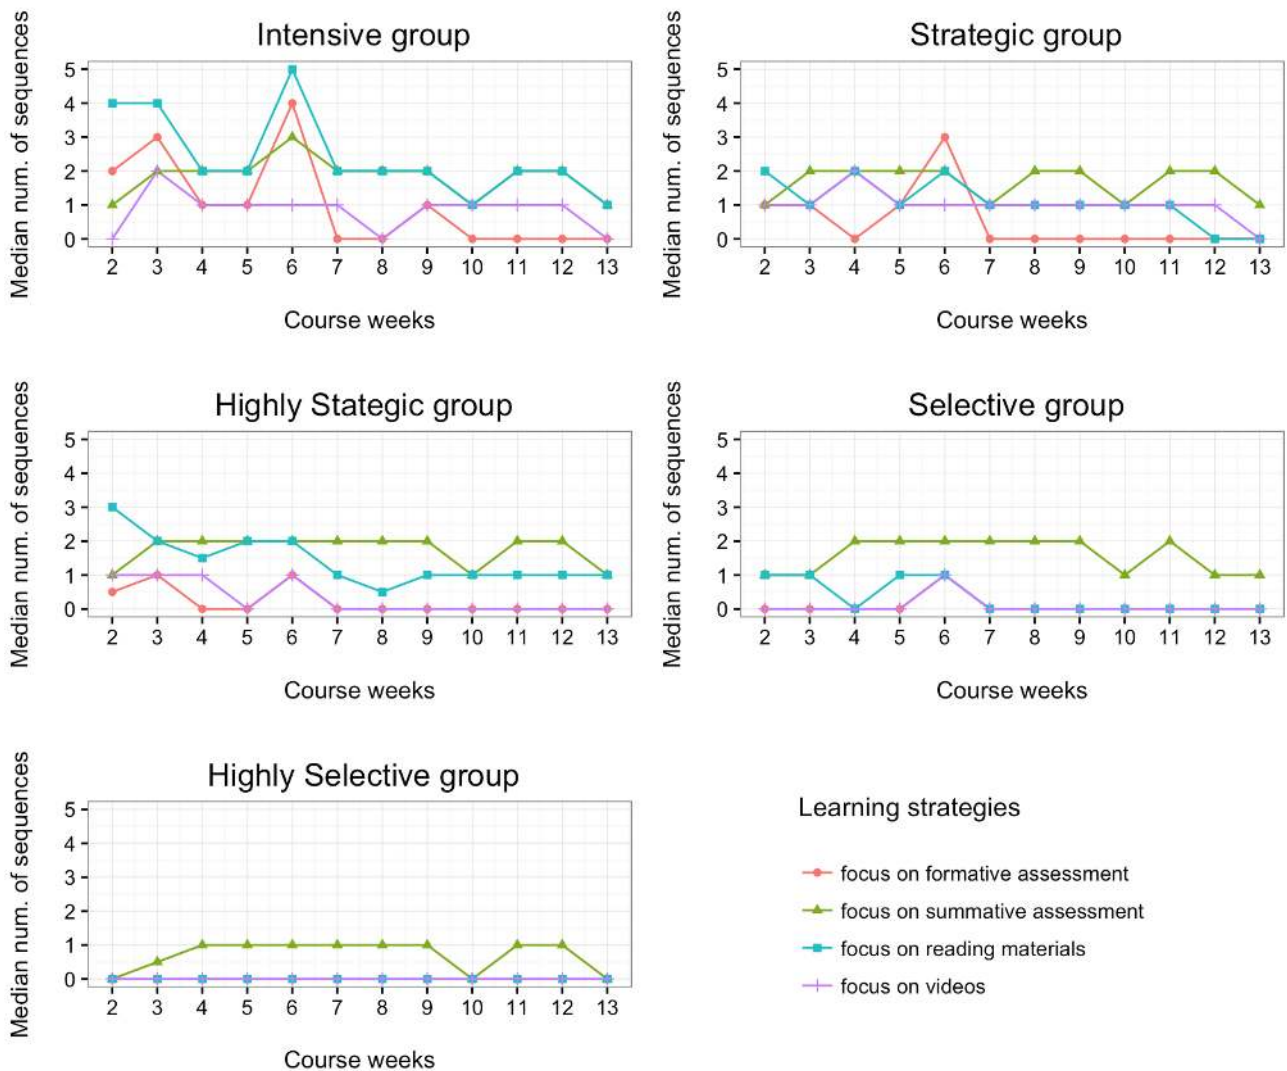 Intensive group
Median num. of sequences
5
4
3
2
1
0
2 3 4 5 6 7 8 9 10 11 12 13
Course weeks
Strategic group
Median num. of sequences
5
4
3
2
1
0
2 3 4 5 6 7 8 9 10 11 12 13
Course weeks
Highly Stategic group
Median num. of sequences
5
4
3
2
1
0
2 3 4 5 6 7 8 9 10 11 12 13
Course weeks
Selective group
Median num. of sequences
5
4
3
2
1
0
2 3 4 5 6 7 8 9 10 11 12 13
Course weeks
Highly Selective group
Median num. of sequences
5
4
3
2
1
0
2 3 4 5 6 7 8 9 10 11 12 13
Course weeks
Learning strategies
focus on formative assessment
focus on summative assessment
focus on reading materials
focus on videos